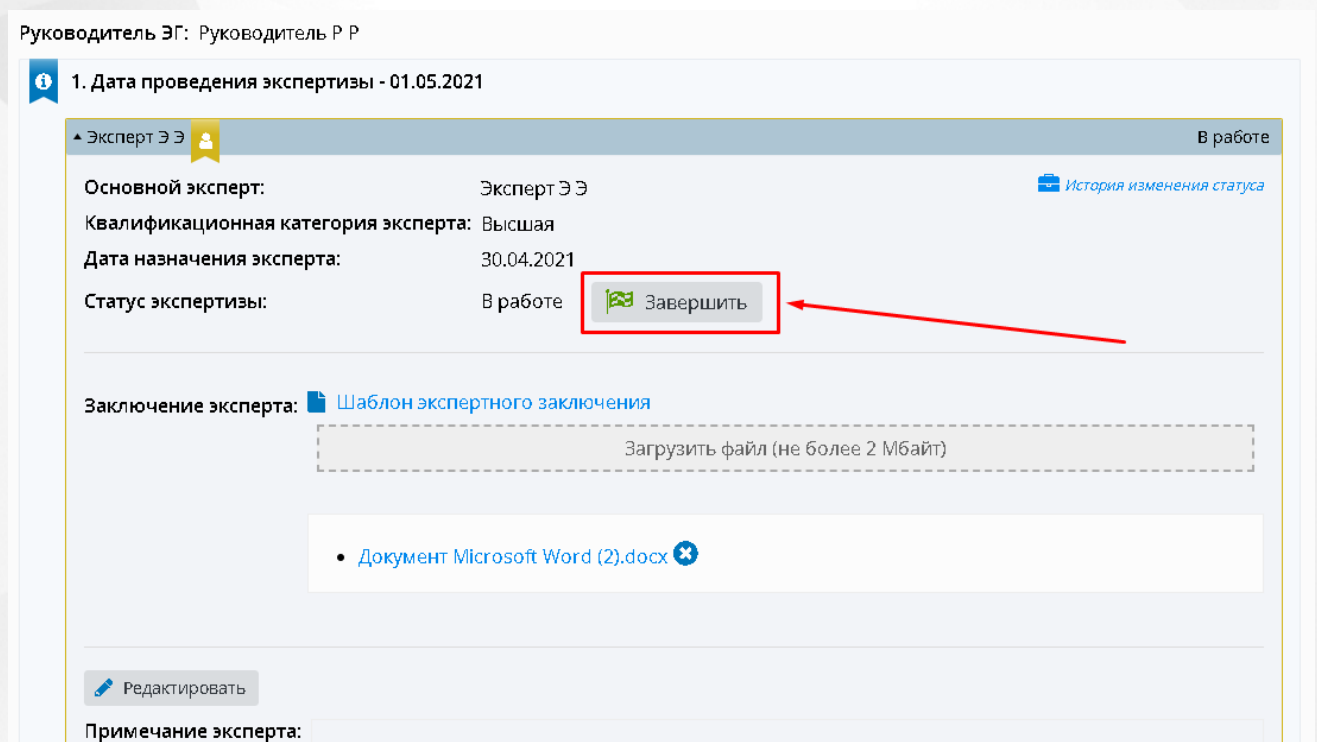 Руководитель ЭГ: Руководитель Р Р
1. Дата проведения экспертизы - 01.05.2021
Эксперт Э Э В работе
Основной эксперт: Эксперт Э Э История изменения статуса
Квалификационная категория эксперта: Высшая
Дата назначения эксперта: 30.04.2021
Статус экспертизы: В работе Завершить
Заключение эксперта: Шаблон экспертного заключения
Загрузить файл (не более 2 Мбайт)
Документ Microsoft Word (2).docx
Редактировать
Примечание эксперта: